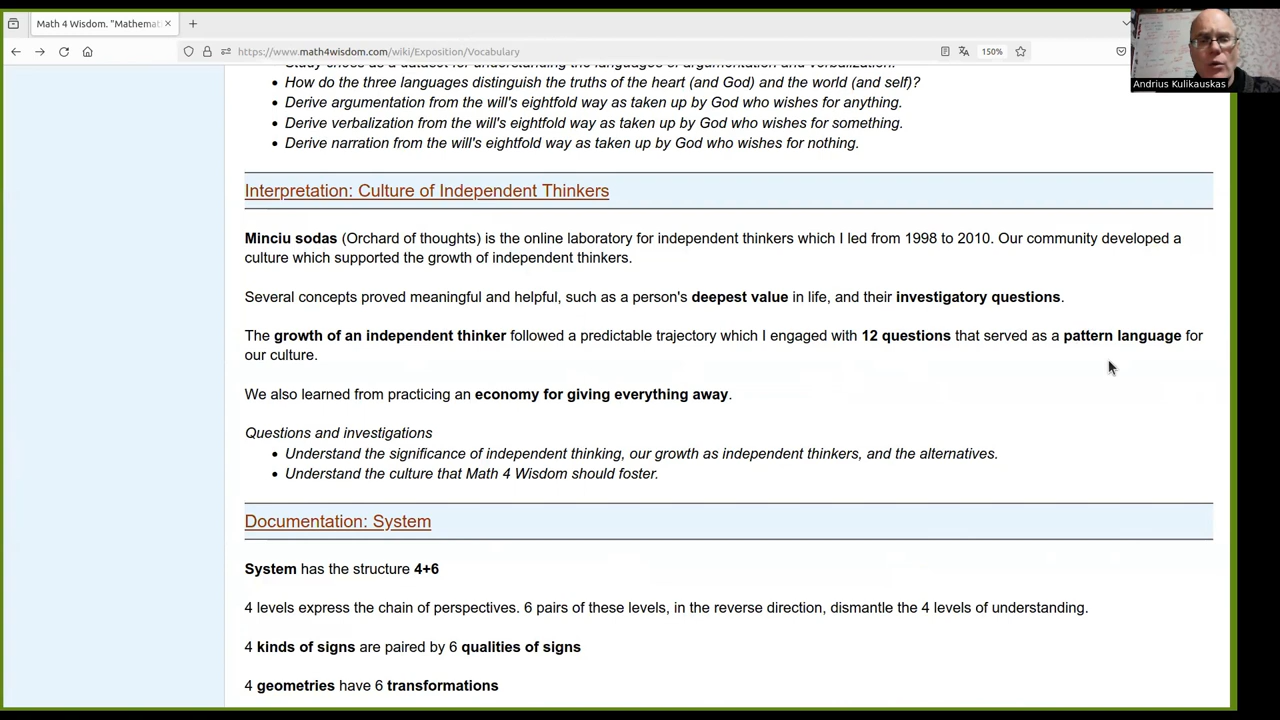 Math 4 Wisdom. "Mathemat
https://www.math4wisdom.com/wiki/Exposition/Vocabulary
150%
Andrius Kulikauskas
Study chess as a dataset for understanding the languages of argumentation and verbalization.
How do the three languages distinguish the truths of the heart (and God) and the world (and self)?
Derive argumentation from the will's eightfold way as taken up by God who wishes for anything.
Derive verbalization from the will's eightfold way as taken up by God who wishes for something.
Derive narration from the will's eightfold way as taken up by God who wishes for nothing.
Interpretation: Culture of Independent Thinkers
Minciu sodas (Orchard of thoughts) is the online laboratory for independent thinkers which I led from 1998 to 2010. Our community developed a
culture which supported the growth of independent thinkers.
Several concepts proved meaningful and helpful, such as a person's deepest value in life, and their investigatory questions.
The growth of an independent thinker followed a predictable trajectory which I engaged with 12 questions that served as a pattern language for
our culture.
We also learned from practicing an economy for giving everything away.
Questions and investigations
Understand the significance of independent thinking, our growth as independent thinkers, and the alternatives.
Understand the culture that Math 4 Wisdom should foster.
Documentation: System
System has the structure 4+6
4 levels express the chain of perspectives. 6 pairs of these levels, in the reverse direction, dismantle the 4 levels of understanding.
4 kinds of signs are paired by 6 qualities of signs
4 geometries have 6 transformations